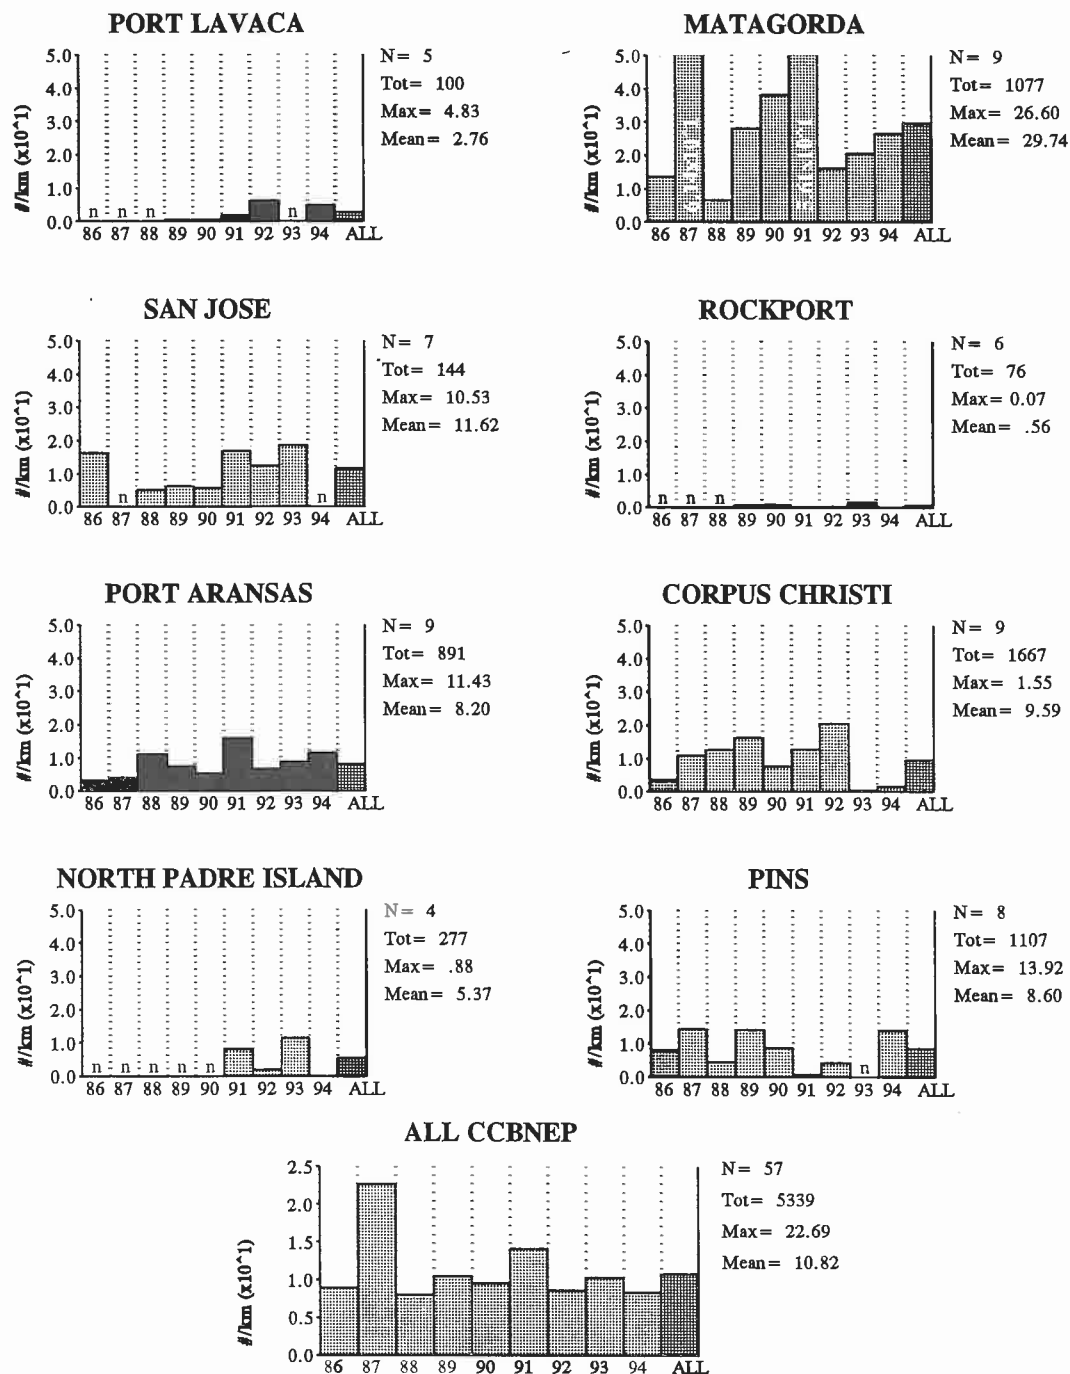 PORT LAVACA
#/km (x10^1)
5.0
4.0
3.0
2.0
1.0
0.0
n n n n
86 87 88 89 90 91 92 93 94 ALL
N= 5
Tot= 100
Max= 4.83
Mean= 2.76
MATAGORDA
#/km (x10^1)
5.0
4.0
3.0
2.0
1.0
0.0
86 87 88 89 90 91 92 93 94 ALL
N= 9
Tot= 1077
Max= 26.60
Mean= 29.74
SAN JOSE
#/km (x10^1)
5.0
4.0
3.0
2.0
1.0
0.0
n n
86 87 88 89 90 91 92 93 94 ALL
N= 7
Tot= 144
Max= 10.53
Mean= 11.62
ROCKPORT
#/km (x10^1)
5.0
4.0
3.0
2.0
1.0
0.0
n n n
86 87 88 89 90 91 92 93 94 ALL
N= 6
Tot= 76
Max= 0.07
Mean= .56
PORT ARANSAS
#/km (x10^1)
5.0
4.0
3.0
2.0
1.0
0.0
86 87 88 89 90 91 92 93 94 ALL
N= 9
Tot= 891
Max= 11.43
Mean= 8.20
CORPUS CHRISTI
#/km (x10^1)
5.0
4.0
3.0
2.0
1.0
0.0
86 87 88 89 90 91 92 93 94 ALL
N= 9
Tot= 1667
Max= 1.55
Mean= 9.59
NORTH PADRE ISLAND
#/km (x10^1)
5.0
4.0
3.0
2.0
1.0
0.0
n n n n n
86 87 88 89 90 91 92 93 94 ALL
N= 4
Tot= 277
Max= .88
Mean= 5.37
PINS
#/km (x10^1)
5.0
4.0
3.0
2.0
1.0
0.0
n
86 87 88 89 90 91 92 93 94 ALL
N= 8
Tot= 1107
Max= 13.92
Mean= 8.60
ALL CCBNEP
#/km (x10^1)
2.5
2.0
1.5
1.0
0.5
0.0
86 87 88 89 90 91 92 93 94 ALL
N= 57
Tot= 5339
Max= 22.69
Mean= 10.82